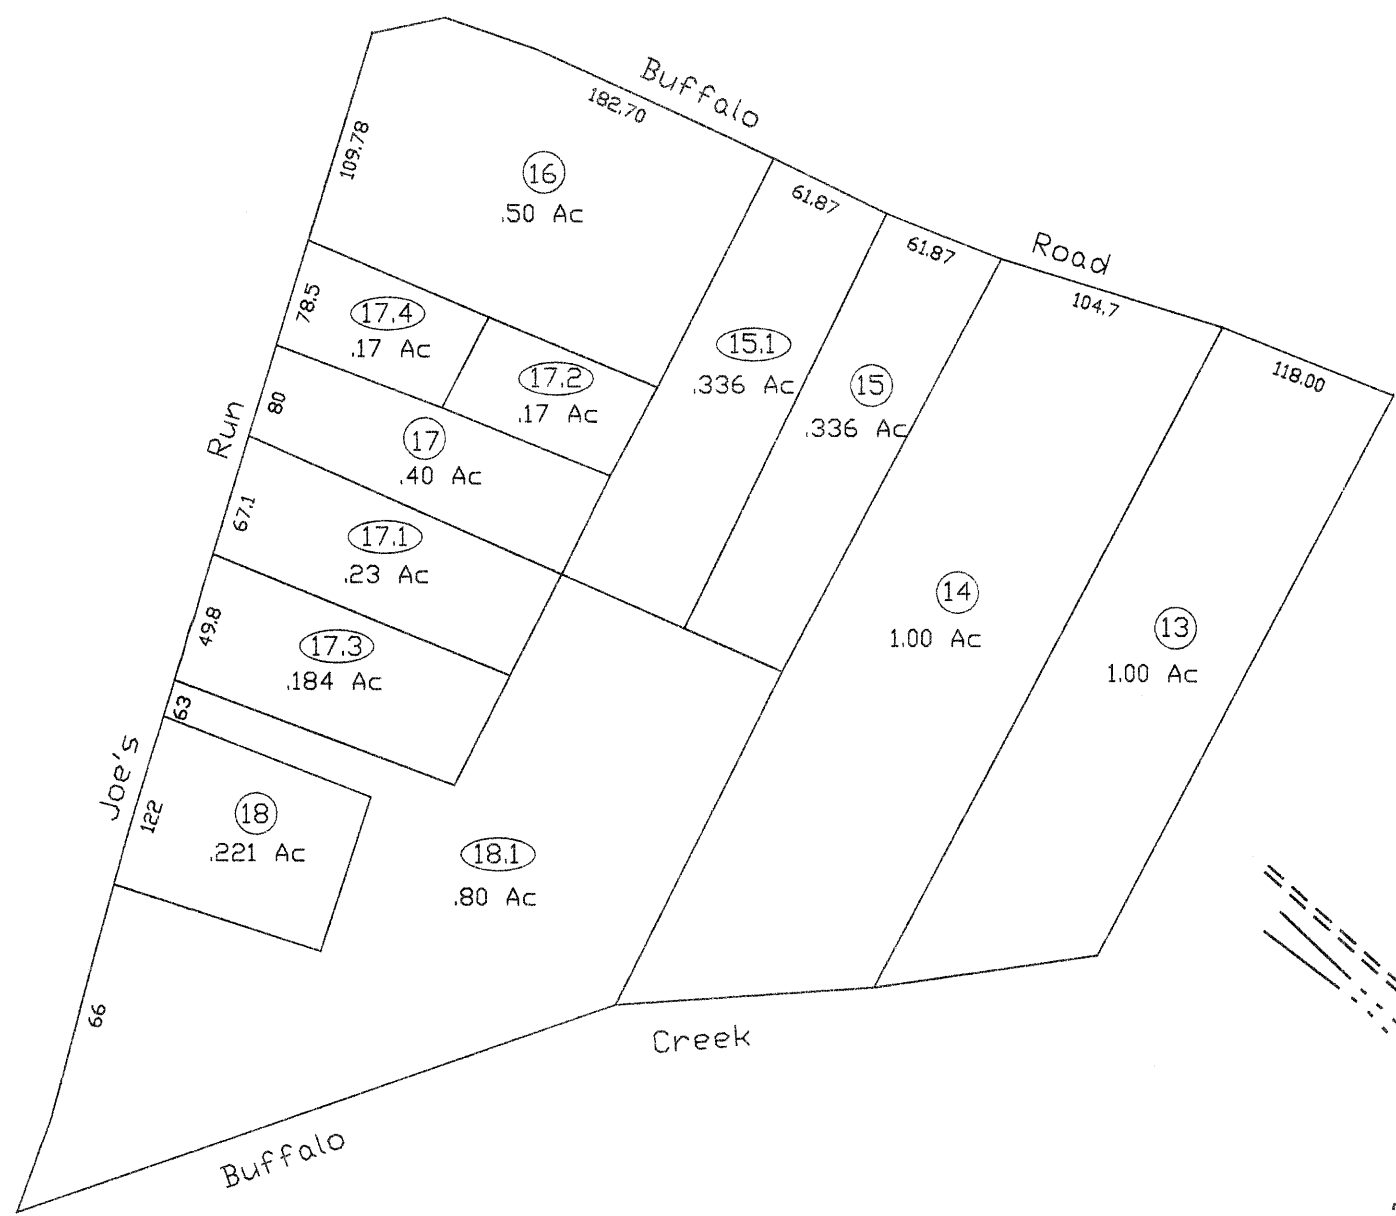 Buffalo
182.70
109.78
16
.50 Ac
61.87
61.87
Road
104.7
118.00
78.5
17.4
.17 Ac
17.2
.17 Ac
15.1
.336 Ac
15
.336 Ac
80
Run
17
.40 Ac
67.1
17.1
.23 Ac
49.8
17.3
.184 Ac
14
1.00 Ac
13
1.00 Ac
63
Joe's
122
18
.221 Ac
18.1
.80 Ac
66
Creek
Buffalo